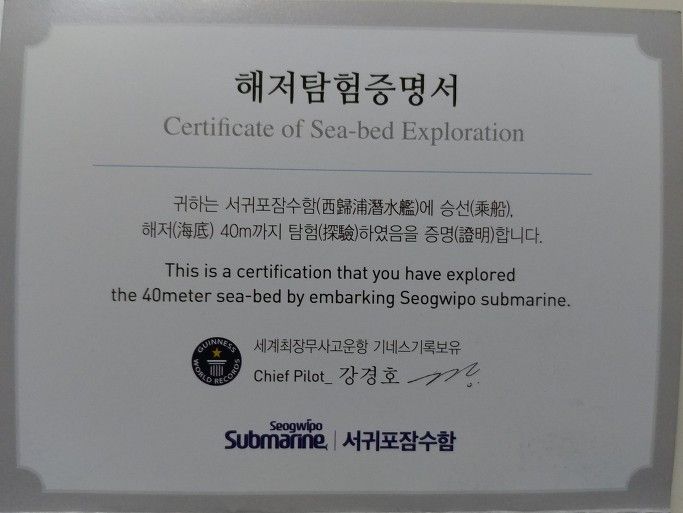 해저탐험증명서
Certificate of Sea-bed Exploration
귀하는 서귀포잠수함(西歸浦潛水艦)에 승선(乘船),
해저(海底) 40m까지 탐험(探驗)하였음을 증명(證明)합니다.
This is a certification that you have explored
the 40meter sea-bed by embarking Seogwipo submarine.
GUINNESS WORLD RECORDS
세계최장무사고운항 기네스기록보유
Chief Pilot_ 강경호
Seogwipo
Submarine | 서귀포잠수함